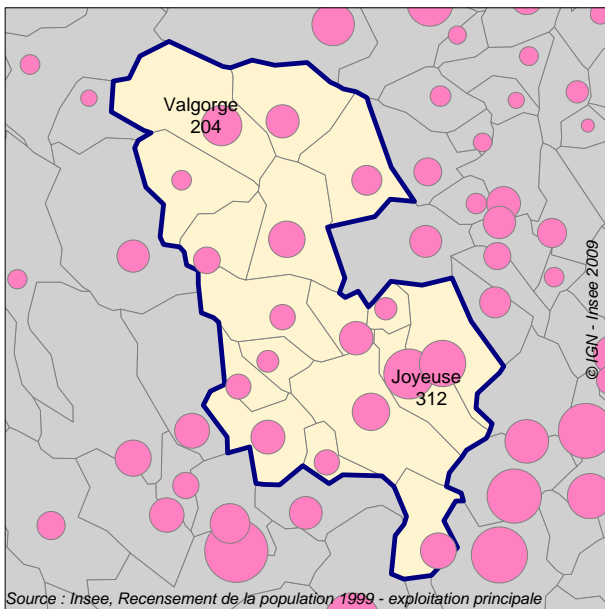 Valgorge
204
Joyeuse
312
© IGN - Insee 2009
Source : Insee, Recensement de la population 1999 - exploitation principale